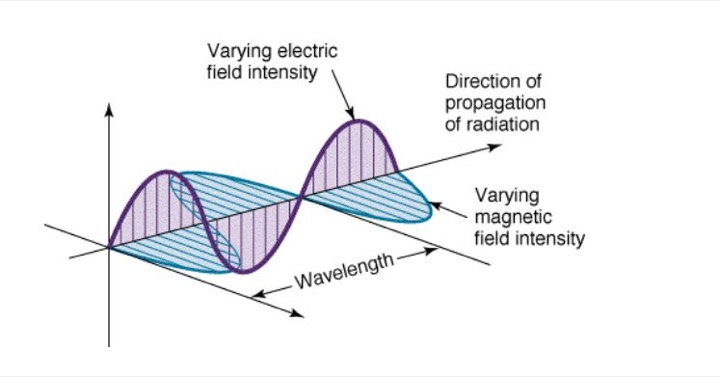 Varying electric
field intensity
Direction of
propagation
of radiation
Varying
magnetic
field intensity
Wavelength